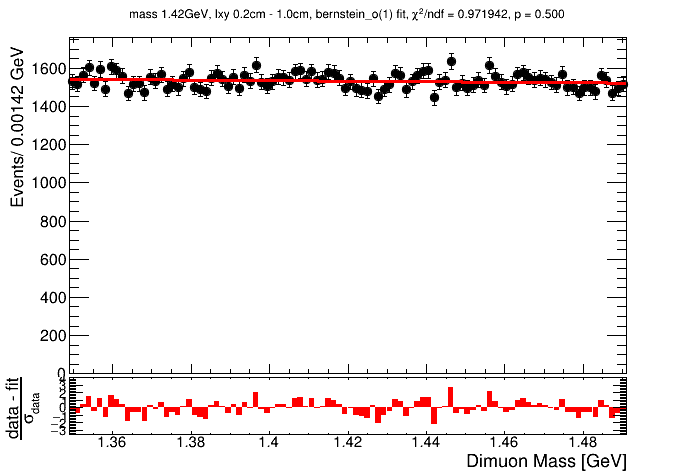 mass 1.42GeV, lxy 0.2cm - 1.0cm, bernstein_o(1) fit, χ²/ndf = 0.971942, p = 0.500
Events/ 0.00142 GeV
1600
1400
1200
1000
800
600
400
200
0
data - fit
σdata
4
3
2
1
0
−1
−2
−3
1.36 1.38 1.4 1.42 1.44 1.46 1.48
Dimuon Mass [GeV]